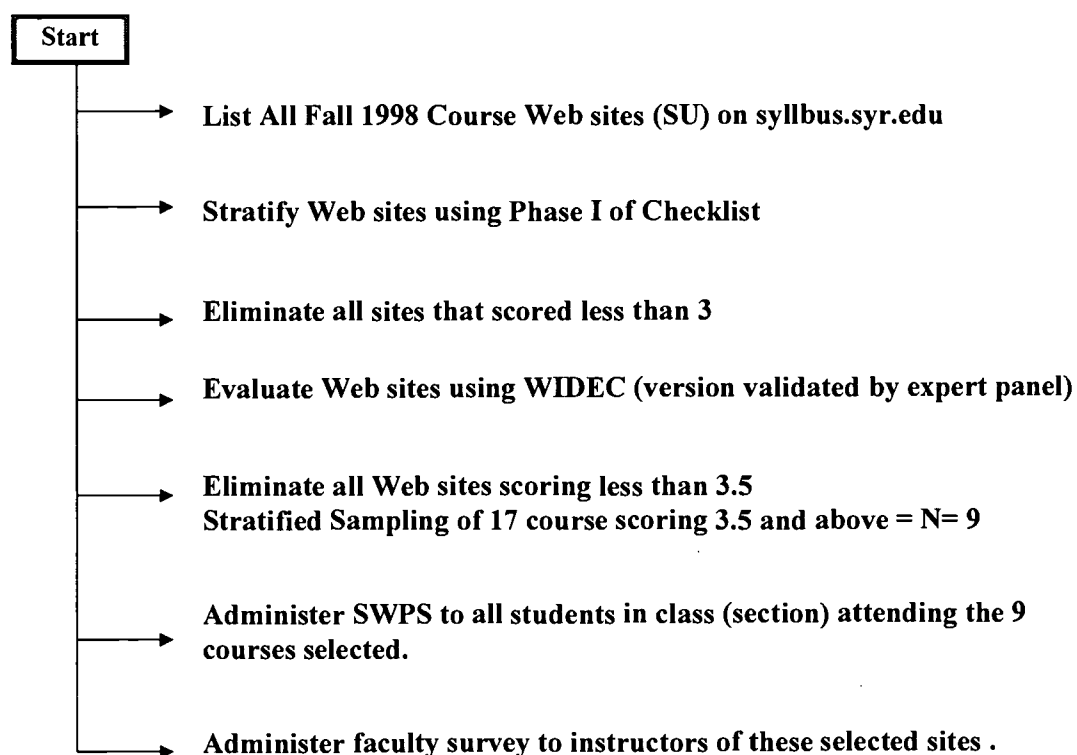 Start
List All Fall 1998 Course Web sites (SU) on syllbus.syr.edu
Stratify Web sites using Phase I of Checklist
Eliminate all sites that scored less than 3
Evaluate Web sites using WIDEC (version validated by expert panel)
Eliminate all Web sites scoring less than 3.5
Stratified Sampling of 17 course scoring 3.5 and above = N= 9
Administer SWPS to all students in class (section) attending the 9
courses selected.
Administer faculty survey to instructors of these selected sites .